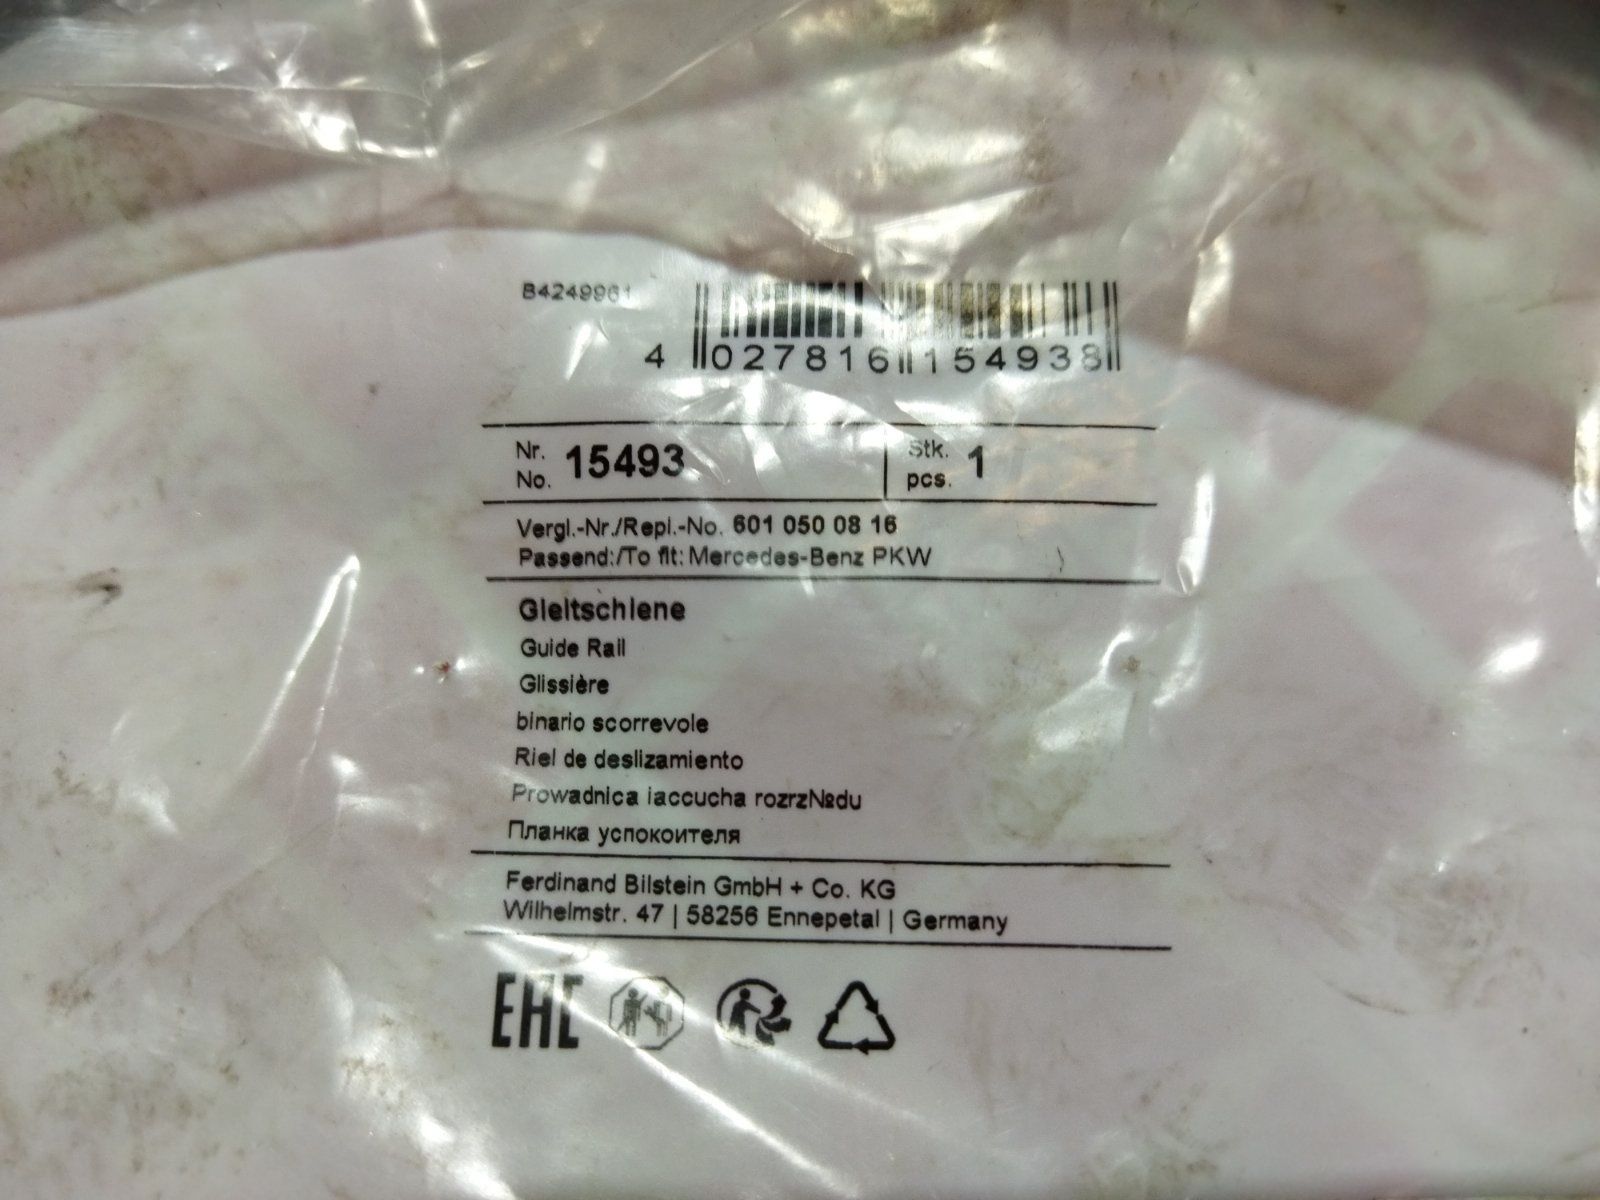 B4249961
4 027816 154938
Nr. No. 15493 Stk. pcs. 1
Vergl.-Nr./Repl.-No. 601 050 08 16
Passend:/To fit: Mercedes-Benz PKW
Gleitschiene
Guide Rail
Glissière
binario scorrevole
Riel de deslizamiento
Prowadnica iaccucha rozrz№du
Планка успокоителя
Ferdinand Bilstein GmbH + Co. KG
Wilhelmstr. 47 | 58256 Ennepetal | Germany
EAC